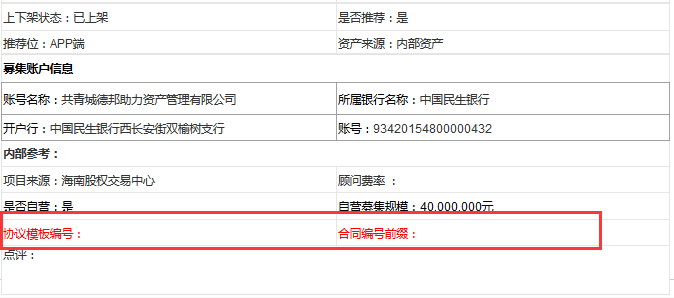 上下架状态：已上架 是否推荐：是
推荐位：APP端 资产来源：内部资产
募集账户信息
账号名称：共青城德邦助力资产管理有限公司 所属银行名称：中国民生银行
开户行：中国民生银行西长安街双榆树支行 账号：93420154800000432
内部参考：
项目来源：海南股权交易中心 顾问费率 ：
是否自营：是 自营募集规模：40,000,000元
协议模板编号： 合同编号前缀：
点评：